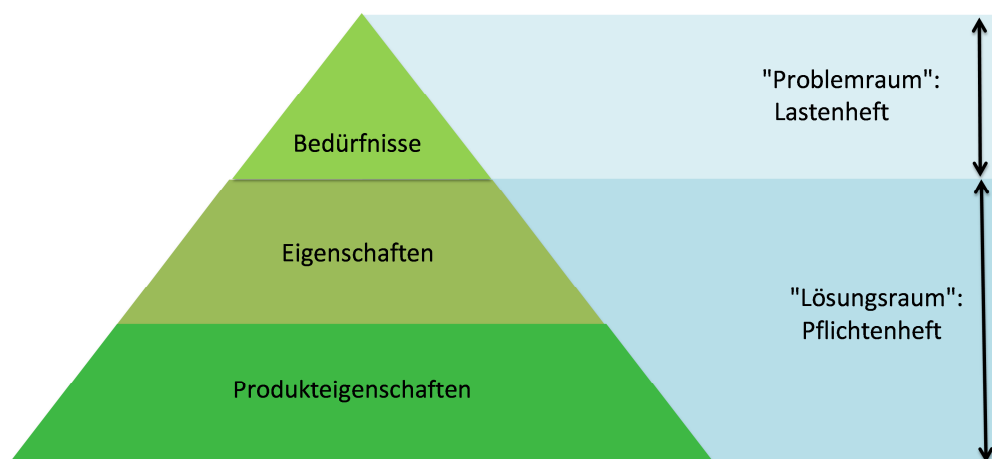 "Problemraum":
Lastenheft
Bedürfnisse
Eigenschaften
"Lösungsraum":
Pflichtenheft
Produkteigenschaften